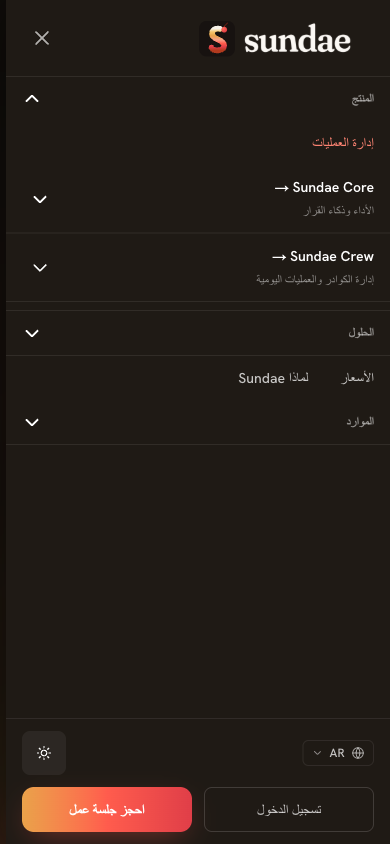 sundae
المنتج
إدارة العمليات
Sundae Core →
الأداء وذكاء القرار
Sundae Crew →
إدارة الكوادر والعمليات اليومية
الحلول
الأسعار لماذا Sundae
الموارد
AR
تسجيل الدخول احجز جلسة عمل